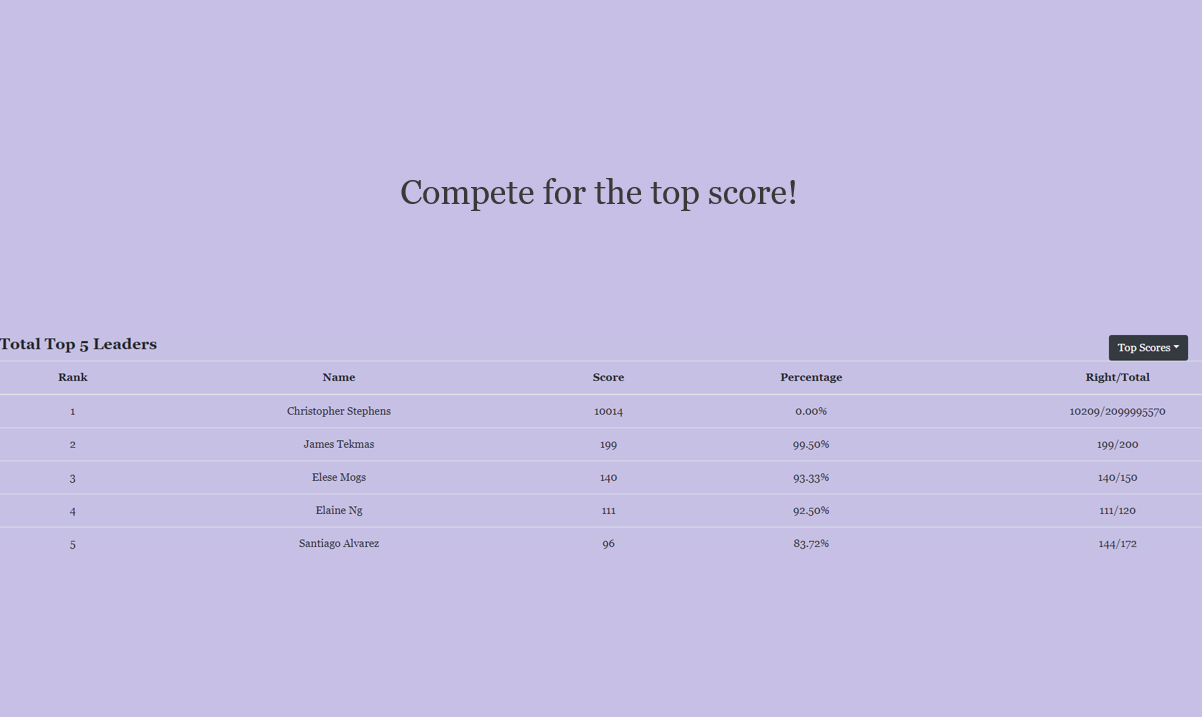 Compete for the top score!
Total Top 5 Leaders
Top Scores
Rank Name Score Percentage Right/Total
1 Christopher Stephens 10014 0.00% 10209/2099995570
2 James Tekmas 199 99.50% 199/200
3 Elese Mogs 140 93.33% 140/150
4 Elaine Ng 111 92.50% 111/120
5 Santiago Alvarez 96 83.72% 144/172